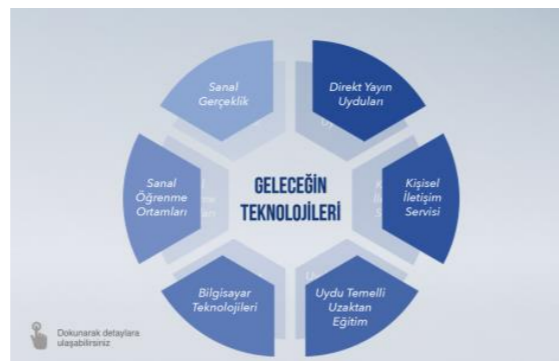 Sanal
Gerçeklik
Direkt Yayın
Uyduları
Sanal
Öğrenme
Ortamları
GELECEĞİN
TEKNOLOJİLERİ
Kişisel
İletişim
Servisi
Bilgisayar
Teknolojileri
Uydu Temelli
Uzaktan
Eğitim
Dokunarak detaylara
ulaşabilirsiniz